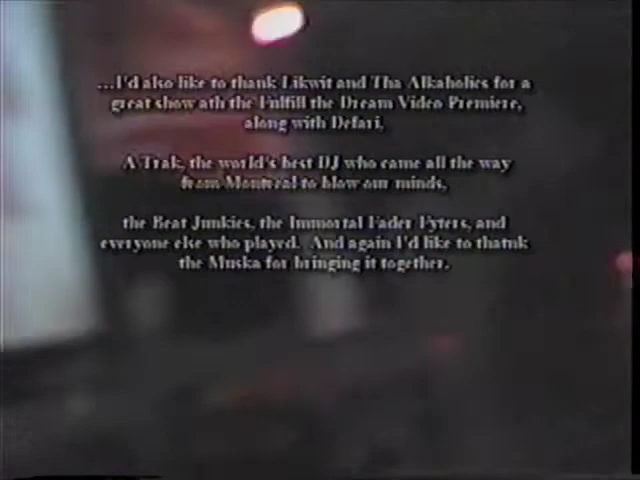 ...I'd also like to thank Likwit and Tha Alkaholics for a
great show ath the Fulfill the Dream Video Premiere,
along with Defari,
A Trak, the world's best DJ who came all the way
from Montreal to blow our minds,
the Beat Junkies, the Immortal Fader Fyters, and
everyone else who played. And again I'd like to thatnk
the Muska for bringing it together.